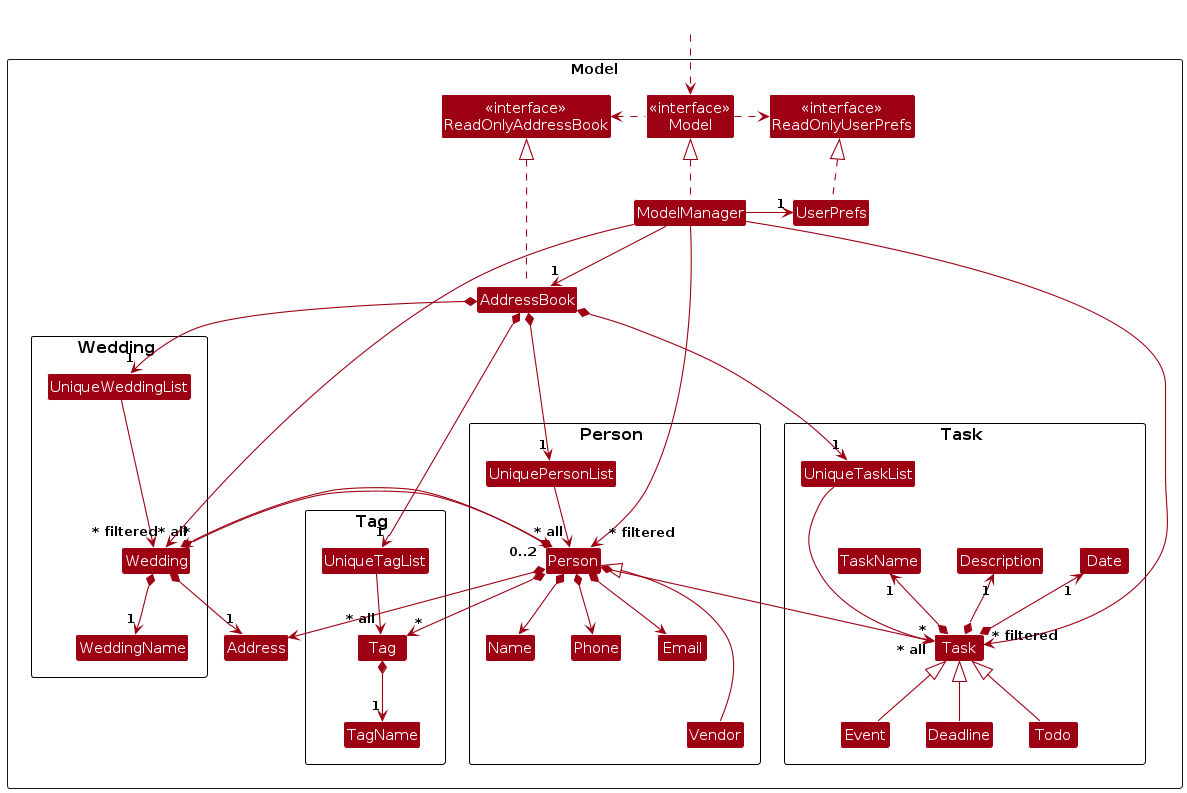 Model
«interface»
ReadOnlyAddressBook
«interface»
Model
«interface»
ReadOnlyUserPrefs
ModelManager
1
UserPrefs
1
AddressBook
Wedding
1
UniqueWeddingList
Person
Task
1
UniquePersonList
1
UniqueTaskList
Tag
* filtered
* all
*
1
* all
* filtered
0..2
Wedding
UniqueTagList
Person
TaskName
Description
Date
1
1
1
1
1
* all
*
*
* filtered
* all
WeddingName
Address
Tag
Name
Phone
Email
Task
1
TagName
Vendor
Event
Deadline
Todo